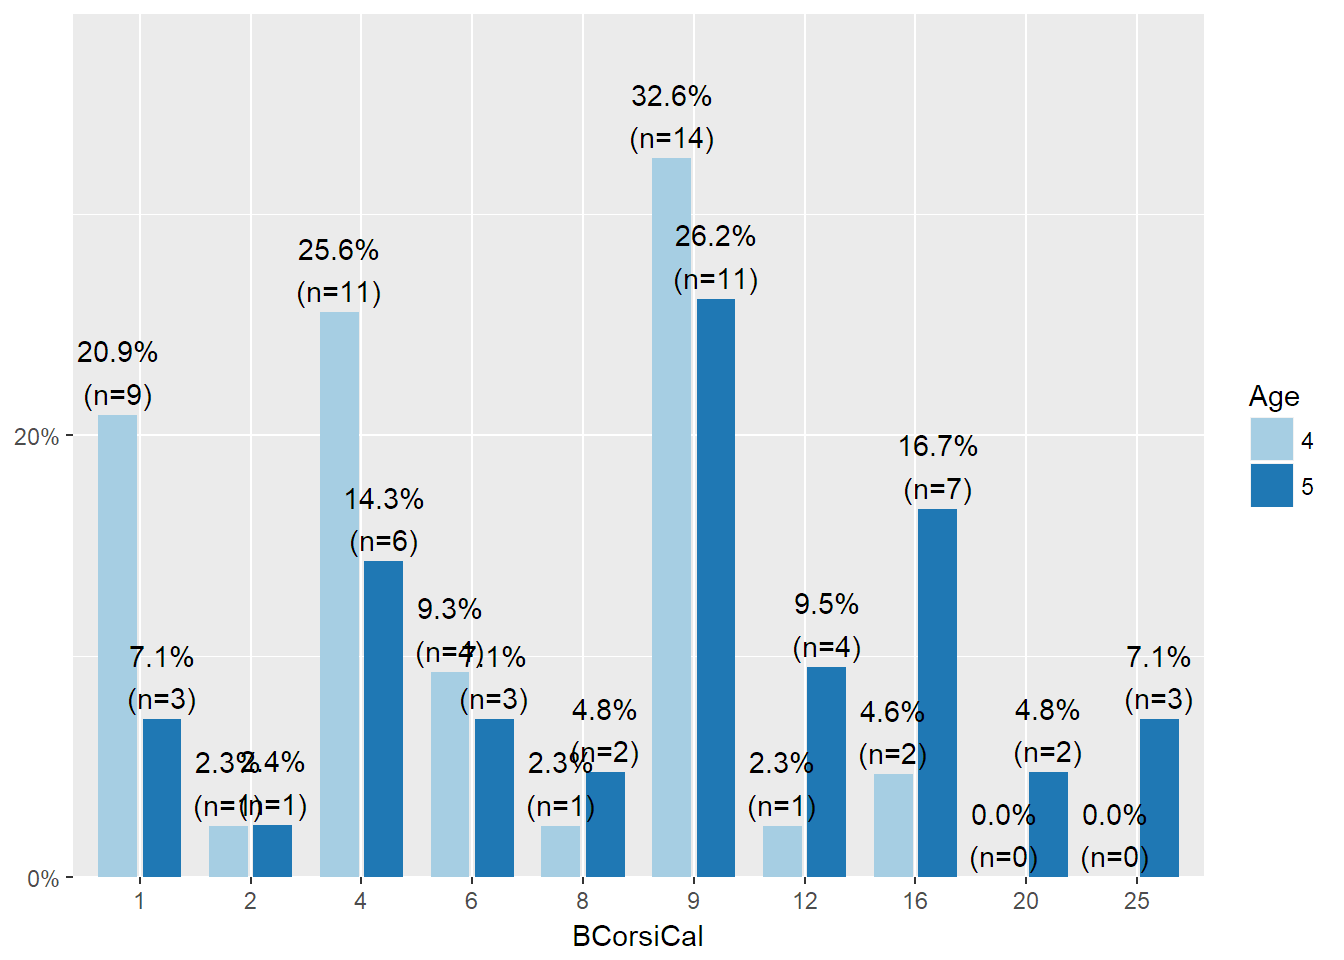 32.6%
(n=14)
26.2%
(n=11)
25.6%
(n=11)
20.9%
(n=9)
20%
16.7%
(n=7)
14.3%
(n=6)
9.3%
(n=4)
7.1%
(n=3)
7.1%
(n=3)
9.5%
(n=4)
7.1%
(n=3)
4.8%
(n=2)
4.6%
(n=2)
4.8%
(n=2)
2.3%
(n=1)
2.4%
(n=1)
2.3%
(n=1)
2.3%
(n=1)
0.0%
(n=0)
0.0%
(n=0)
0%
1 2 4 6 8 9 12 16 20 25
BCorsiCal
Age
4
5